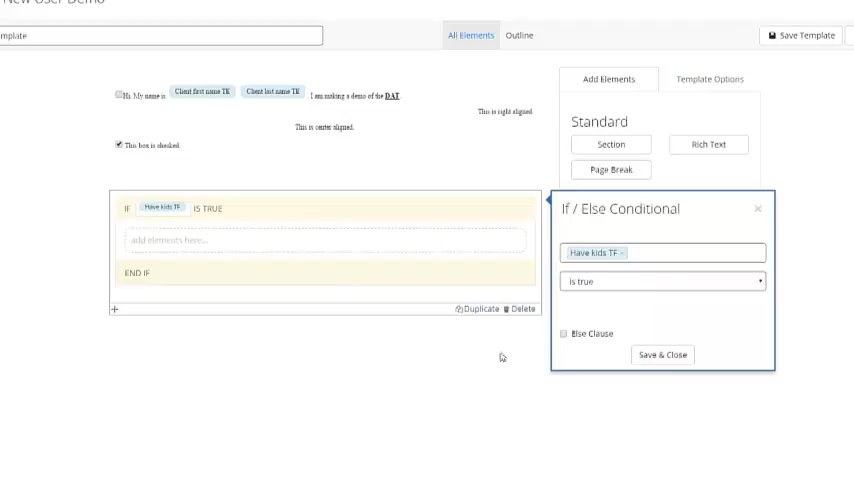 New User Demo
mplate
All Elements
Outline
Save Template
Add Elements
Template Options
Hi. My name is Client first name TE Client last name TE I am making a demo of the DAT.
This is right aligned.
This is center aligned.
This box is checked.
Standard
Section
Rich Text
Page Break
IF Have kids TF IS TRUE
add elements here...
END IF
Duplicate Delete
If / Else Conditional
×
Have kids TF ×
Is true
Else Clause
Save & Close